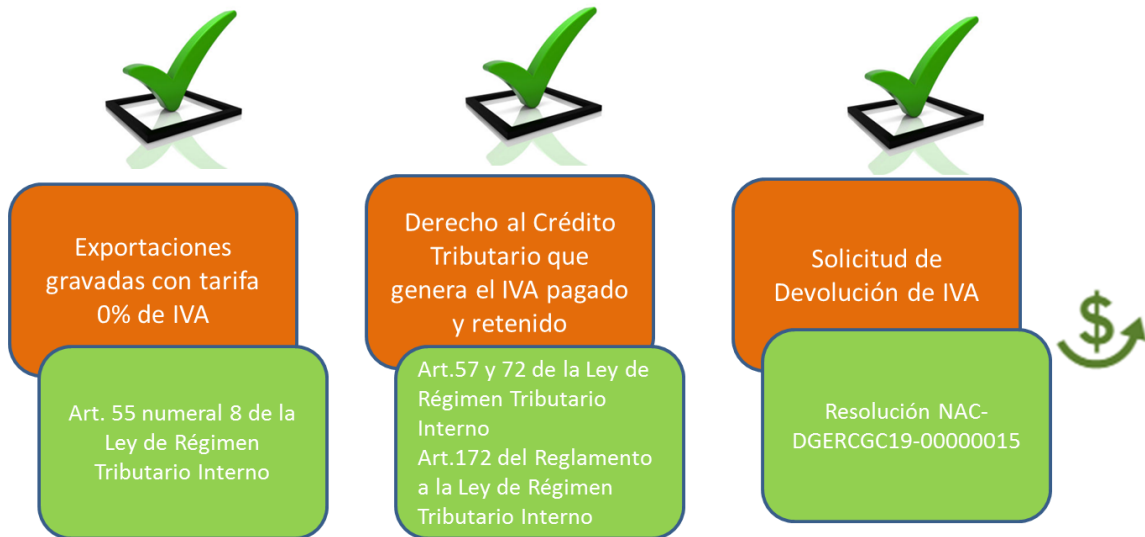 Exportaciones
gravadas con tarifa
0% de IVA
Art. 55 numeral 8 de la
Ley de Régimen
Tributario Interno
Derecho al Crédito
Tributario que
genera el IVA pagado
y retenido
Art.57 y 72 de la Ley de
Régimen Tributario
Interno
Art.172 del Reglamento
a la Ley de Régimen
Tributario Interno
Solicitud de
Devolución de IVA
Resolución NAC-
DGERCGC19-00000015
$